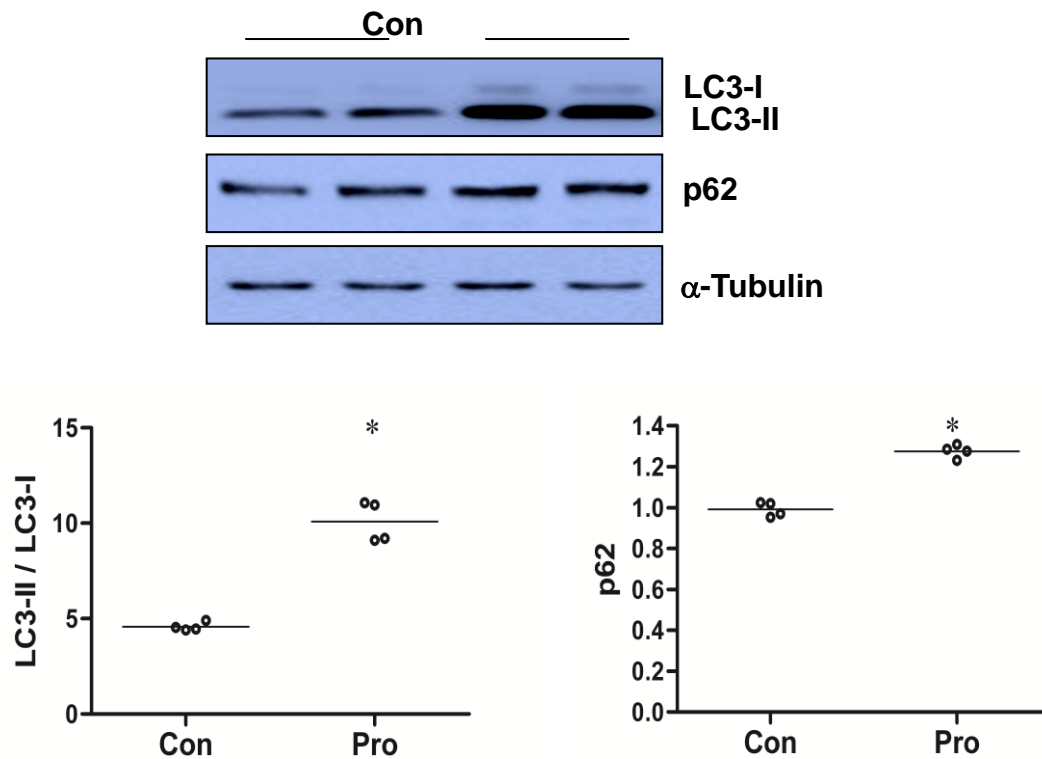 Con
LC3-I
LC3-II
p62
α-Tubulin
15
10
5
0
LC3-II / LC3-I
*
Con
Pro
1.4
1.2
1.0
0.8
0.6
0.4
0.2
0.0
p62
*
Con
Pro